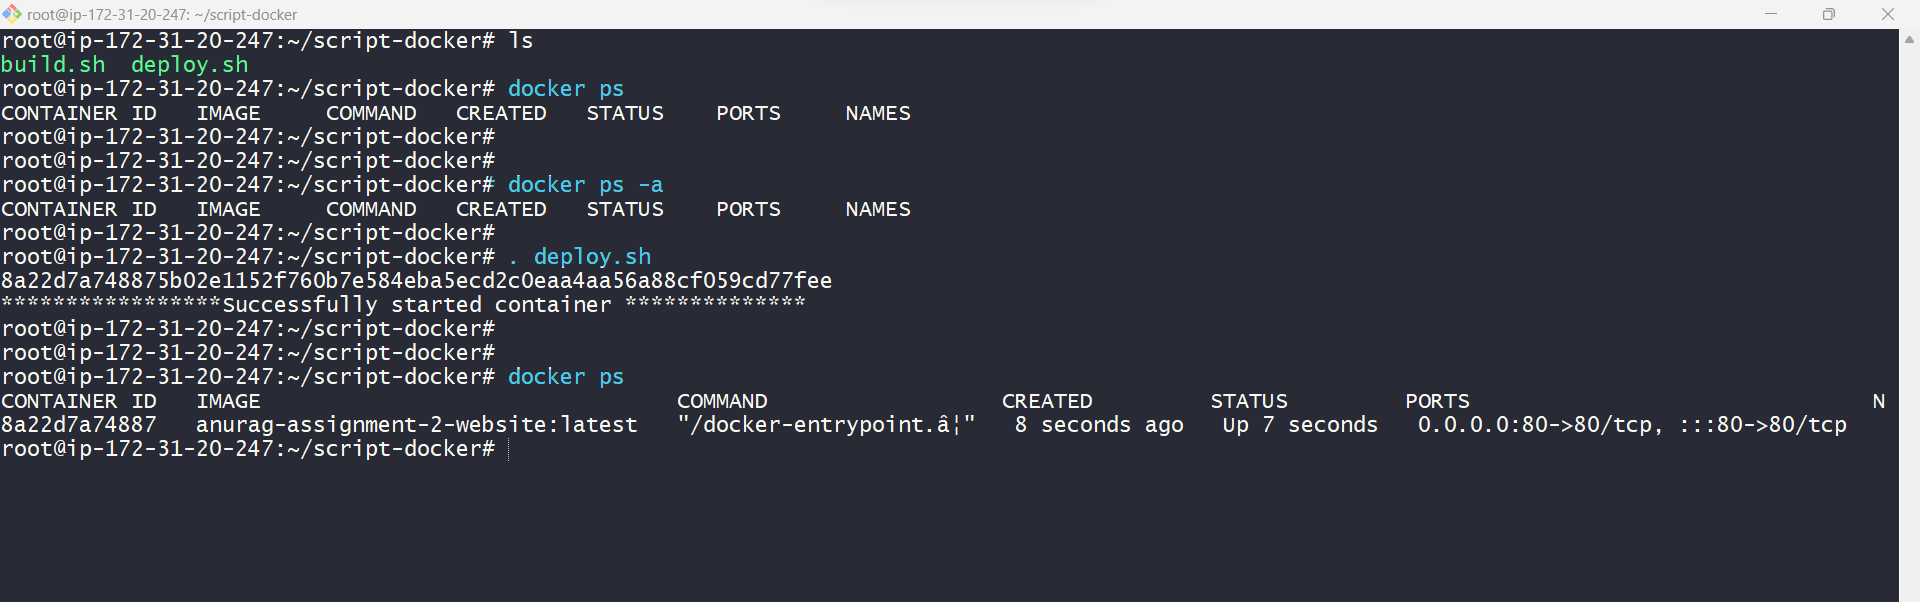 root@ip-172-31-20-247: ~/script-docker
root@ip-172-31-20-247:~/script-docker# ls
build.sh  deploy.sh
root@ip-172-31-20-247:~/script-docker# docker ps
CONTAINER ID   IMAGE     COMMAND   CREATED   STATUS    PORTS     NAMES
root@ip-172-31-20-247:~/script-docker#
root@ip-172-31-20-247:~/script-docker#
root@ip-172-31-20-247:~/script-docker# docker ps -a
CONTAINER ID   IMAGE     COMMAND   CREATED   STATUS    PORTS     NAMES
root@ip-172-31-20-247:~/script-docker#
root@ip-172-31-20-247:~/script-docker# . deploy.sh
8a22d7a748875b02e1152f760b7e584eba5ecd2c0eaa4aa56a88cf059cd77fee
*****************Successfully started container **************
root@ip-172-31-20-247:~/script-docker#
root@ip-172-31-20-247:~/script-docker#
root@ip-172-31-20-247:~/script-docker# docker ps
CONTAINER ID   IMAGE                                COMMAND                  CREATED         STATUS         PORTS                               N
8a22d7a74887   anurag-assignment-2-website:latest   "/docker-entrypoint.â¦"   8 seconds ago   Up 7 seconds   0.0.0.0:80->80/tcp, :::80->80/tcp
root@ip-172-31-20-247:~/script-docker#